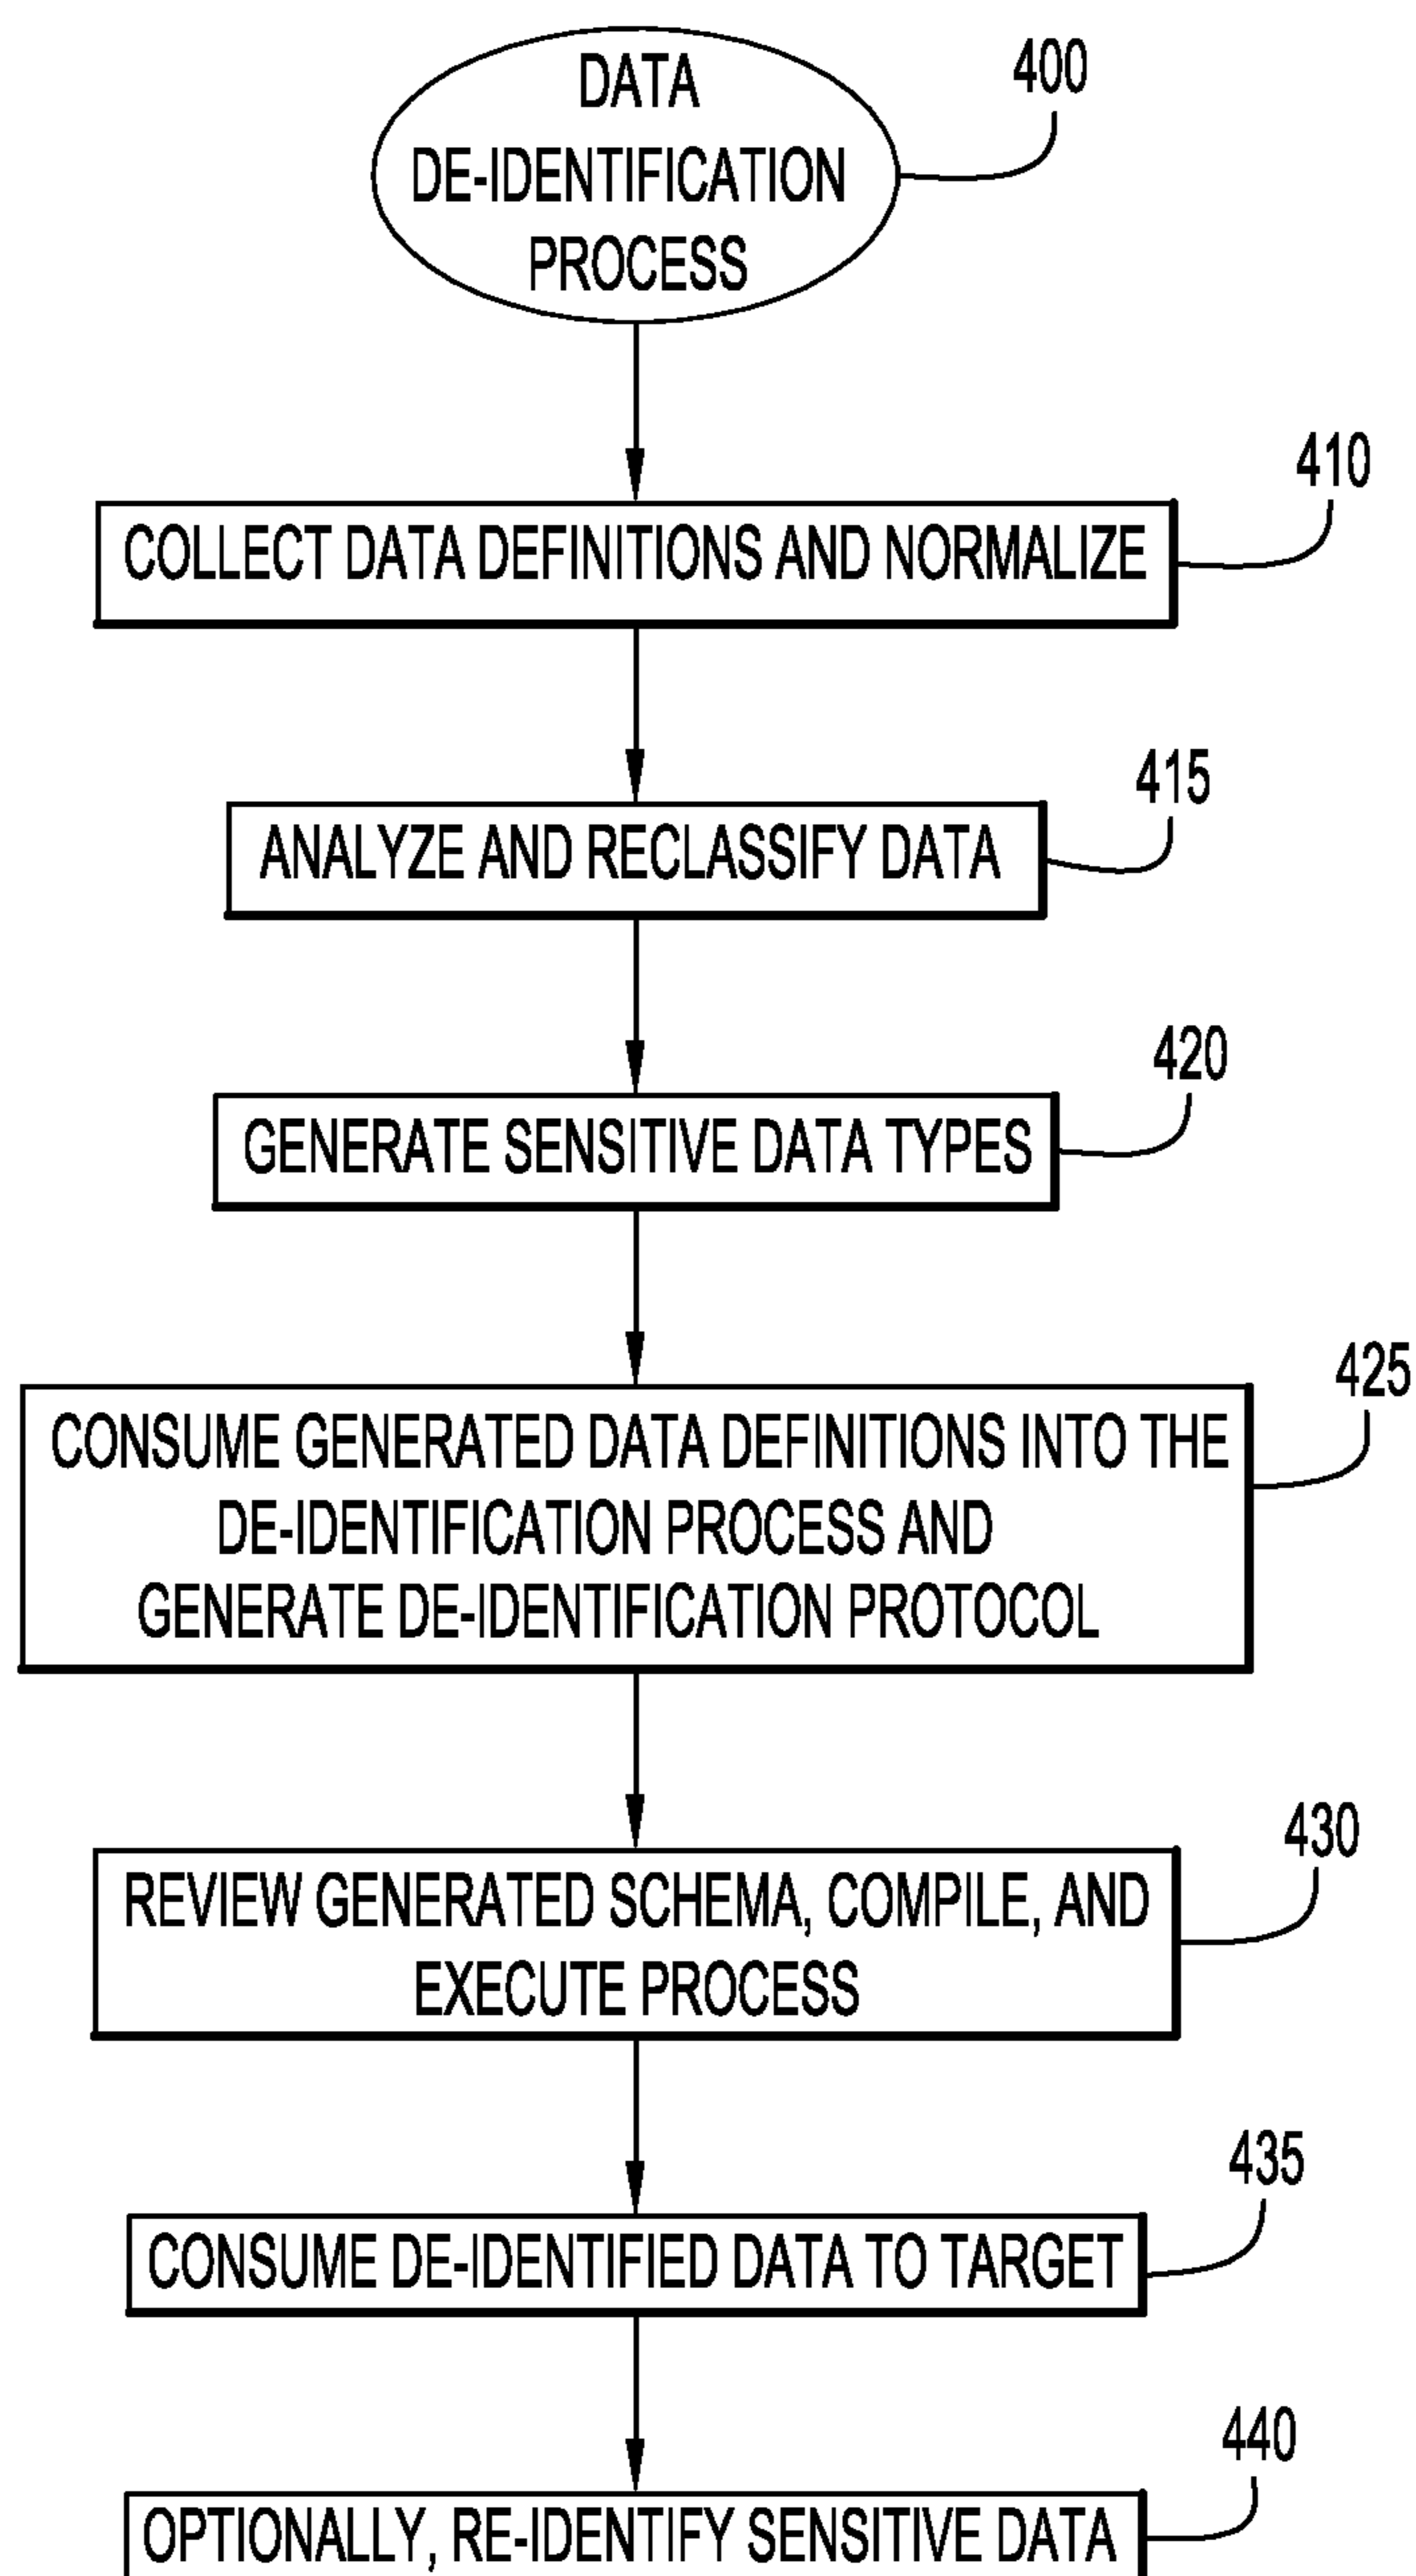 DATA
DE-IDENTIFICATION
PROCESS
400
410
COLLECT DATA DEFINITIONS AND NORMALIZE
415
ANALYZE AND RECLASSIFY DATA
420
GENERATE SENSITIVE DATA TYPES
425
CONSUME GENERATED DATA DEFINITIONS INTO THE
DE-IDENTIFICATION PROCESS AND
GENERATE DE-IDENTIFICATION PROTOCOL
430
REVIEW GENERATED SCHEMA, COMPILE, AND
EXECUTE PROCESS
435
CONSUME DE-IDENTIFIED DATA TO TARGET
440
OPTIONALLY, RE-IDENTIFY SENSITIVE DATA